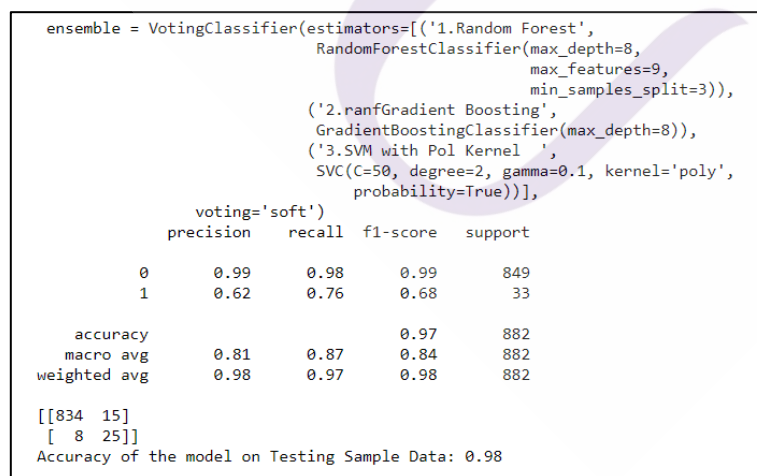 ensemble = VotingClassifier(estimators=[('1.Random Forest',
RandomForestClassifier(max_depth=8,
max_features=9,
min_samples_split=3)),
('2.ranfGradient Boosting',
GradientBoostingClassifier(max_depth=8)),
('3.SVM with Pol Kernel  ',
SVC(C=50, degree=2, gamma=0.1, kernel='poly',
probability=True))],
voting='soft')
precision recall f1-score support
0 0.99 0.98 0.99 849
1 0.62 0.76 0.68 33
accuracy 0.97 882
macro avg 0.81 0.87 0.84 882
weighted avg 0.98 0.97 0.98 882
[[834 15]
[ 8 25]]
Accuracy of the model on Testing Sample Data: 0.98